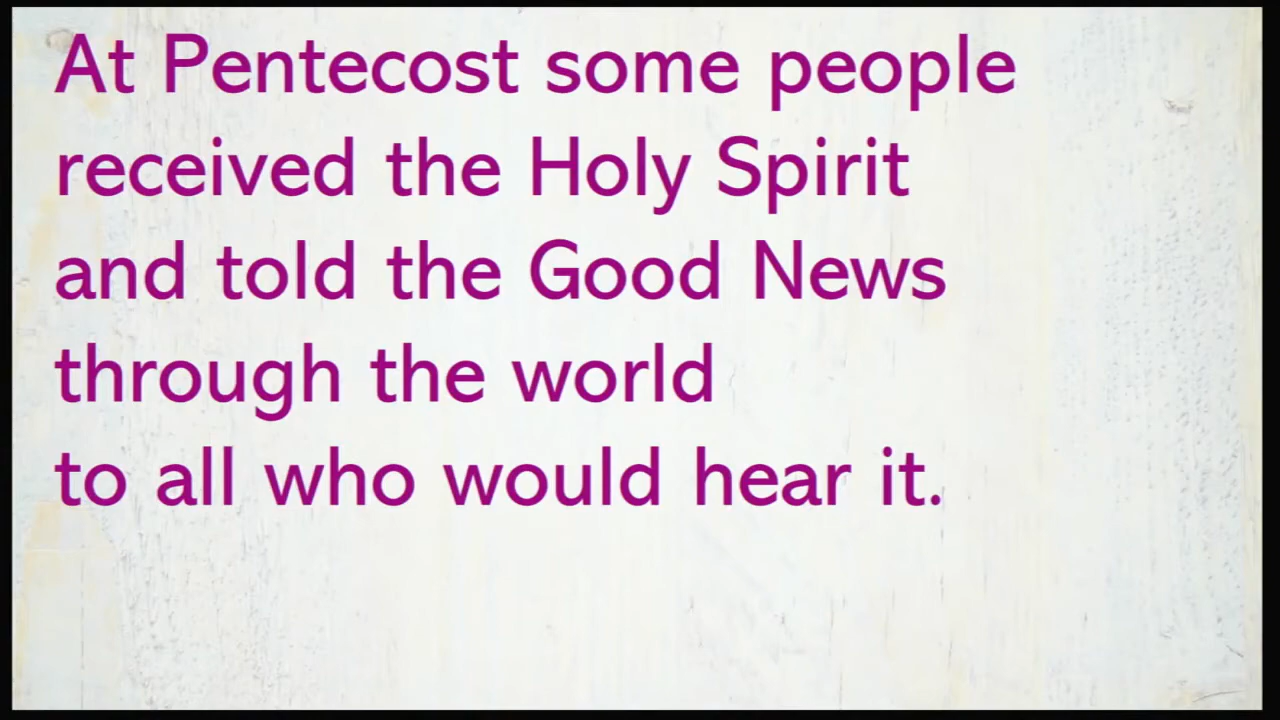 At Pentecost some people
received the Holy Spirit
and told the Good News
through the world
to all who would hear it.